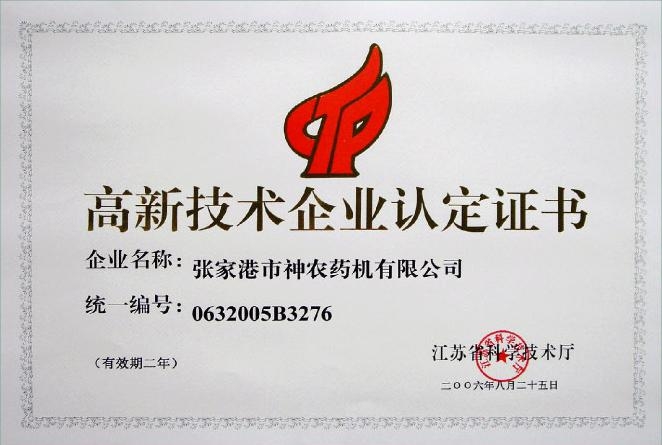 高新技术企业认定证书
企业名称：张家港市神农药机有限公司
统一编号：0632005B3276
江苏省科学技术厅
（有效期二年）
二〇〇六年八月二十五日